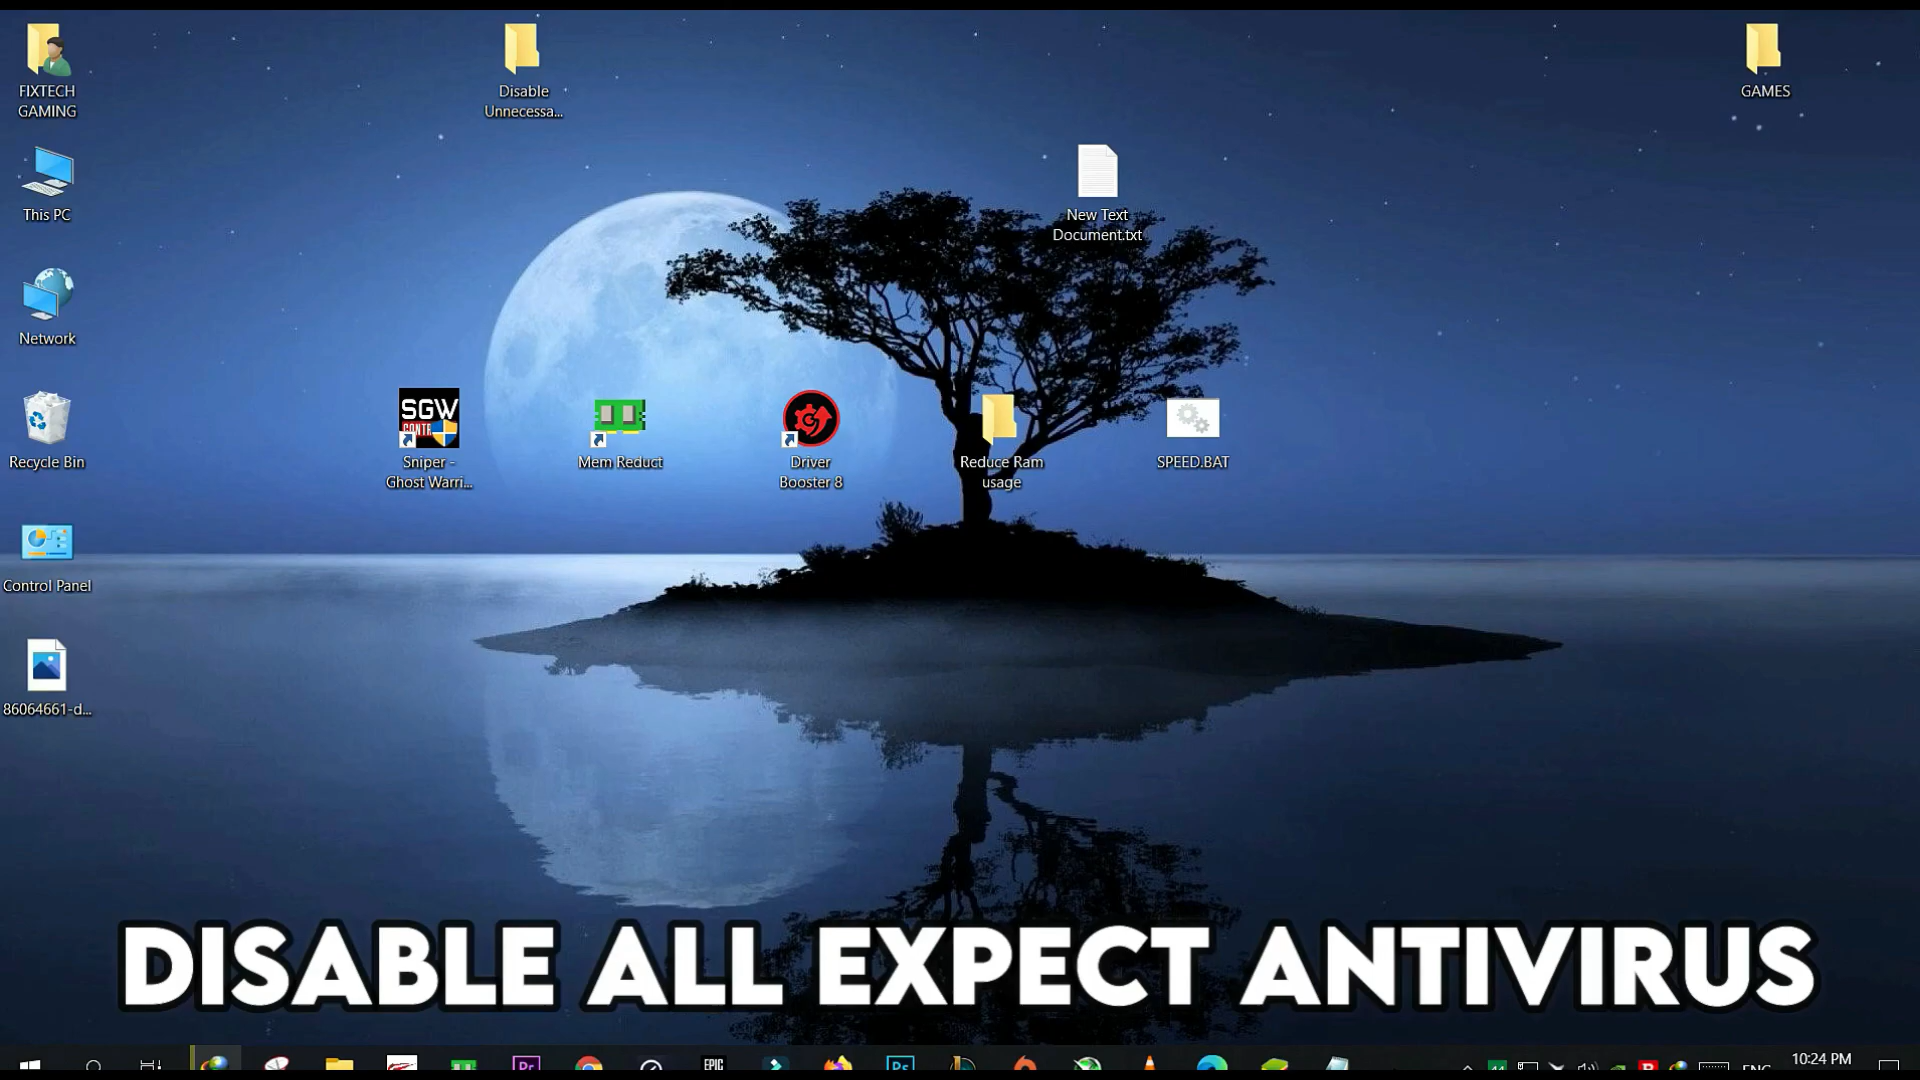 FIXTECH
GAMING
Disable
Unnecessa...
GAMES
This PC
New Text
Document.txt
Network
Recycle Bin
SGW
CONTR
Sniper -
Ghost Warri...
Mem Reduct
Driver
Booster 8
Reduce Ram
usage
SPEED.BAT
Control Panel
86064661-d...
DISABLE ALL EXPECT ANTIVIRUS
Pr
EPIC
Ps
44
B
ENG
10:24 PM